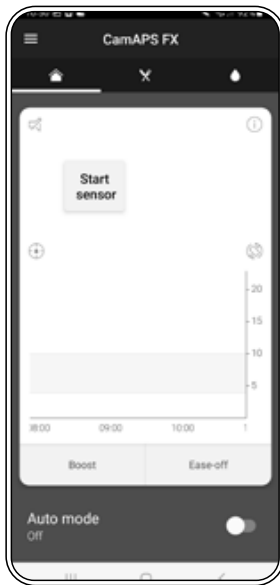 CamAPS FX
Start
sensor
20
15
10
5
08:00 09:00 10:00 1
Boost Ease-off
Auto mode
Off